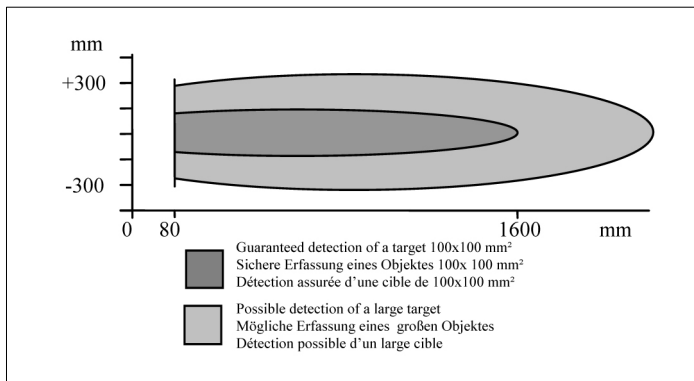 mm
+300
-300
0 80 1600 mm
Guaranteed detection of a target 100x100 mm²
Sichere Erfassung eines Objektes 100x 100 mm²
Détection assurée d’une cible de 100x100 mm²
Possible detection of a large target
Mögliche Erfassung eines großen Objektes
Détection possible d’un large cible